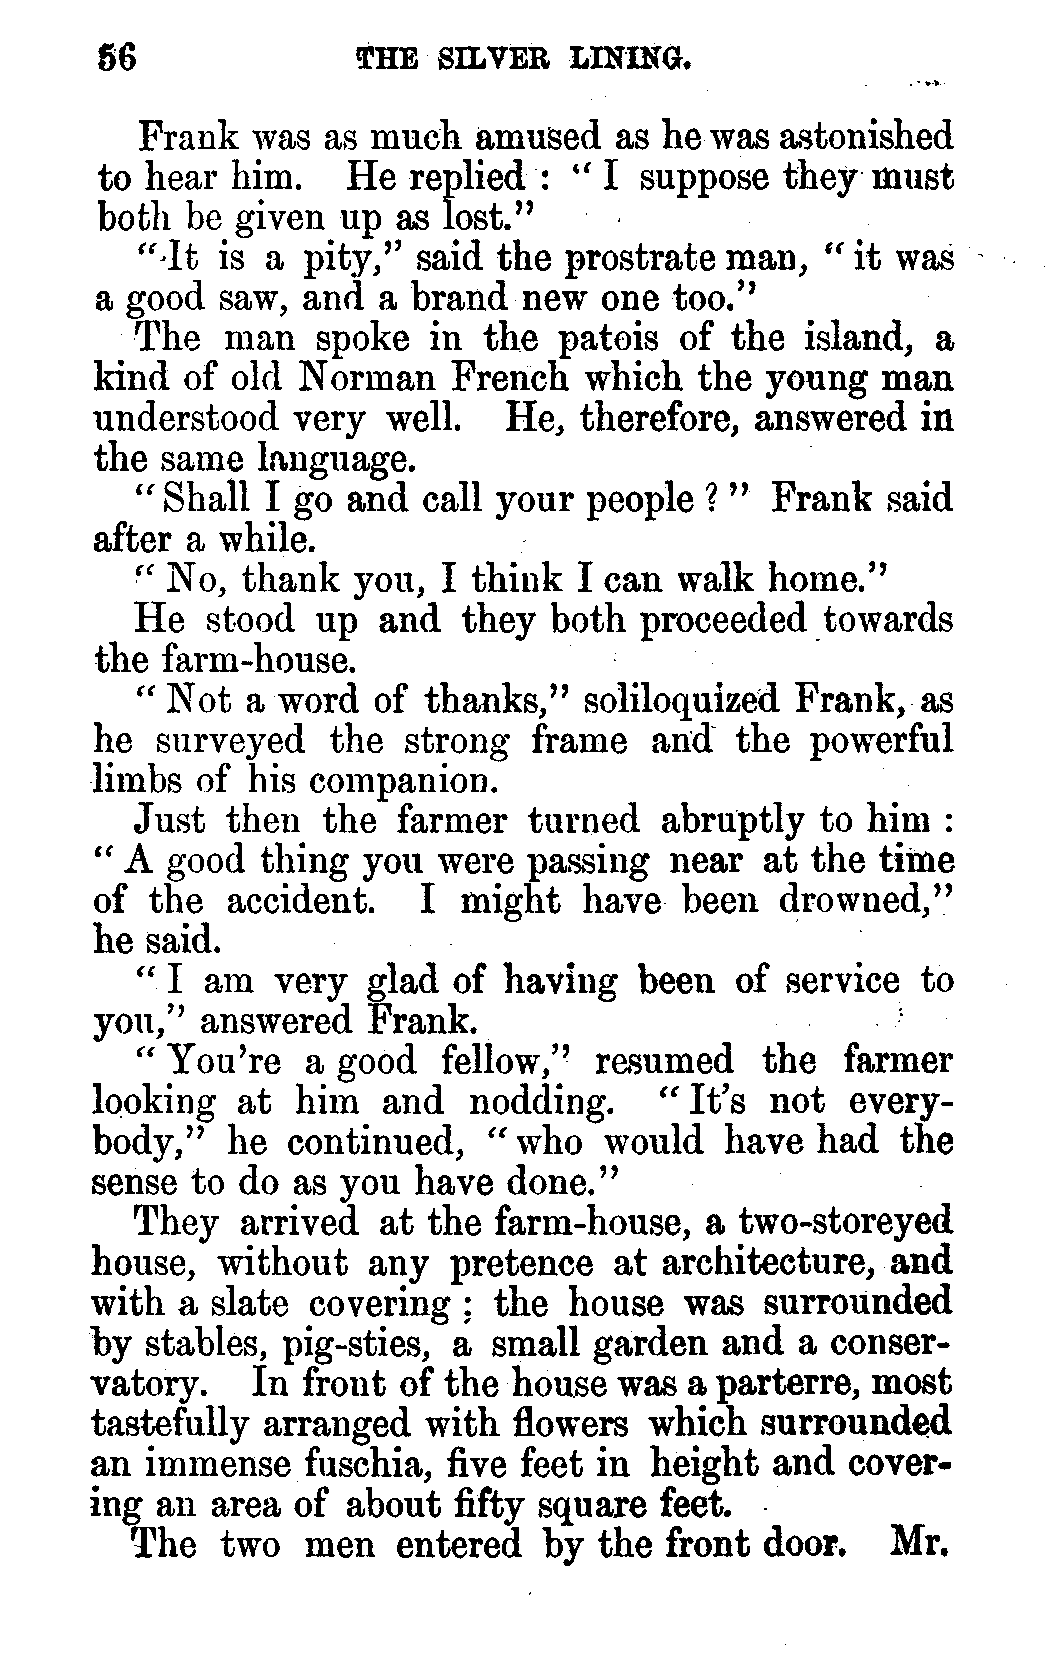 56 THE SILVER LINING.
Frank was as much amused as he was astonished
to hear him. He replied : " I suppose they must
both be given up as lost."
" It is a pity," said the prostrate man, " it was
a good saw, and a brand new one too."
The man spoke in the patois of the island, a
kind of old Norman French which the young man
understood very well. He, therefore, answered in
the same language.
" Shall I go and call your people ? " Frank said
after a while.
" No, thank you, I think I can walk home."
He stood up and they both proceeded towards
the farm-house.
" Not a word of thanks," soliloquized Frank, as
he surveyed the strong frame and the powerful
limbs of his companion.
Just then the farmer turned abruptly to him :
" A good thing you were passing near at the time
of the accident. I might have been drowned,"
he said.
" I am very glad of having been of service to
you," answered Frank.
" You're a good fellow," resumed the farmer
looking at him and nodding. " It's not every-
body," he continued, " who would have had the
sense to do as you have done."
They arrived at the farm-house, a two-storeyed
house, without any pretence at architecture, and
with a slate covering ; the house was surrounded
by stables, pig-sties, a small garden and a conser-
vatory. In front of the house was a parterre, most
tastefully arranged with flowers which surrounded
an immense fuschia, five feet in height and cover-
ing an area of about fifty square feet.
The two men entered by the front door. Mr.